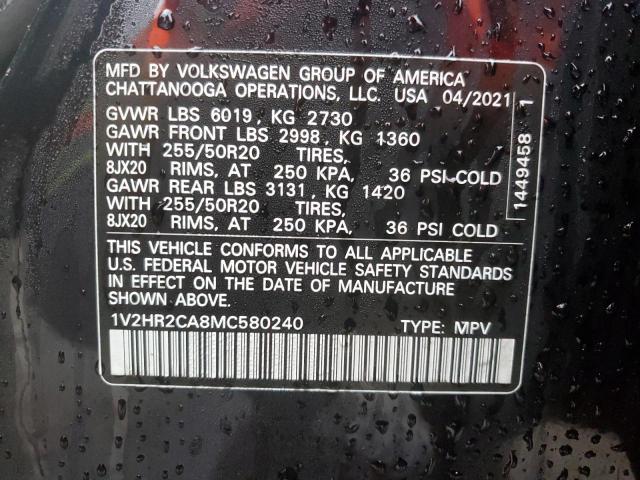 MFD BY VOLKSWAGEN GROUP OF AMERICA
CHATTANOOGA OPERATIONS, LLC. USA 04/2021
GVWR LBS 6019, KG 2730
GAWR FRONT LBS 2998, KG 1360
WITH 255/50R20 TIRES,
8JX20 RIMS, AT 250 KPA, 36 PSI COLD
GAWR REAR LBS 3131, KG 1420
WITH 255/50R20 TIRES,
8JX20 RIMS, AT 250 KPA, 36 PSI COLD
THIS VEHICLE CONFORMS TO ALL APPLICABLE
U.S. FEDERAL MOTOR VEHICLE SAFETY STANDARDS
IN EFFECT ON THE DATE OF MANUFACTURE
1V2HR2CA8MC580240 TYPE: MPV
1449458 1